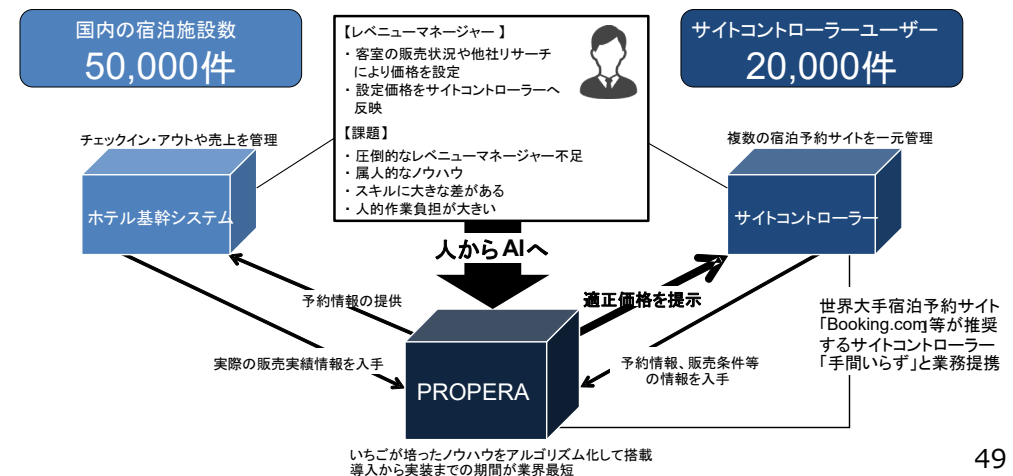 国内の宿泊施設数
50,000件
【レベニューマネージャー 】
・ 客室の販売状況や他社リサーチ
により価格を設定
・ 設定価格をサイトコントローラーへ
反映
【課題】
・ 圧倒的なレベニューマネージャー不足
・ 属人的なノウハウ
・ スキルに大きな差がある
・ 人的作業負担が大きい
サイトコントローラーユーザー
20,000件
チェックイン・アウトや売上を管理
ホテル基幹システム
複数の宿泊予約サイトを一元管理
サイトコントローラー
人からAIへ
予約情報の提供
適正価格を提示
実際の販売実績情報を入手
予約情報、販売条件等
の情報を入手
世界大手宿泊予約サイト
「Booking.com」等が推奨
するサイトコントローラー
「手間いらず」と業務提携
PROPERA
いちごが培ったノウハウをアルゴリズム化して搭載
導入から実装までの期間が業界最短
49